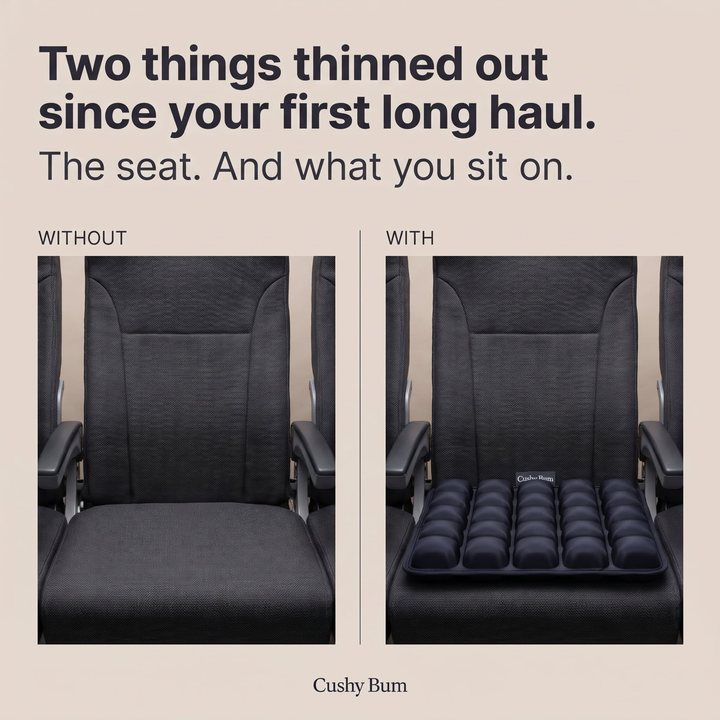 Two things thinned out
since your first long haul.
The seat. And what you sit on.
WITHOUT
WITH
Cushy Bum
Cushy Bum